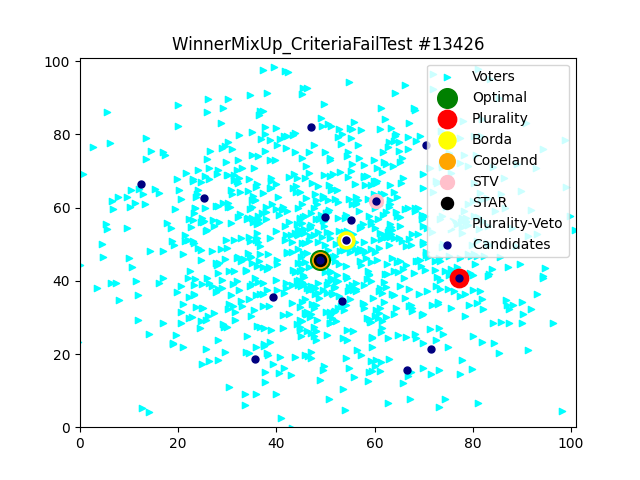 WinnerMixUp_CriteriaFailTest #13426
100
80
60
40
20
0
0
20
40
60
80
100
Voters
Optimal
Plurality
Borda
Copeland
STV
STAR
Plurality-Veto
Candidates